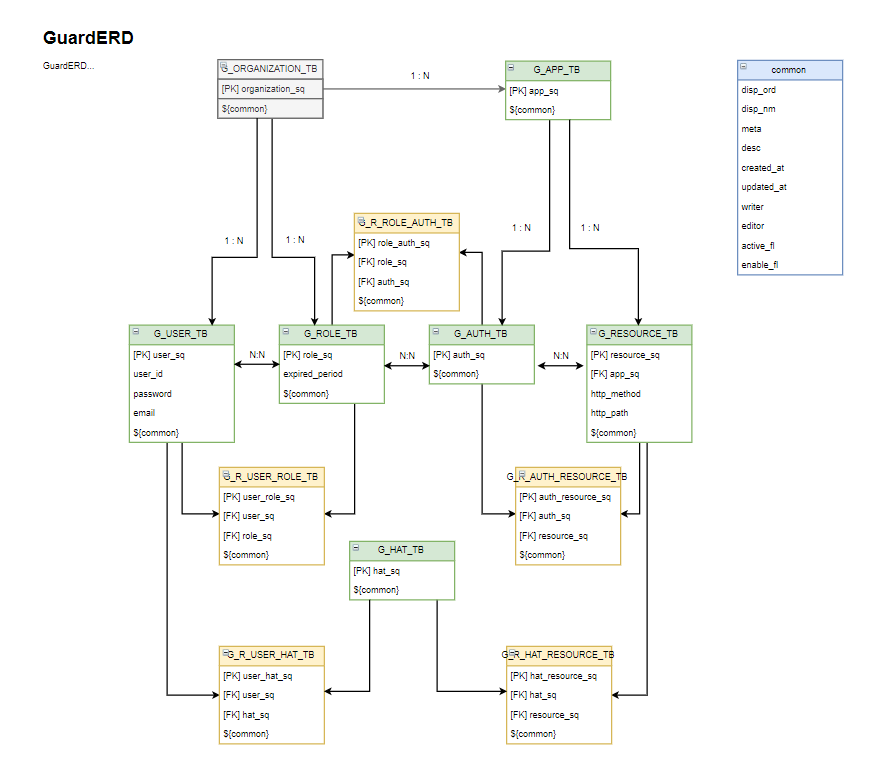 GuardERD
GuardERD...
G_ORGANIZATION_TB
[PK] organization_sq
${common}
1 : N
G_APP_TB
[PK] app_sq
${common}
common
disp_ord
disp_nm
meta
desc
created_at
updated_at
writer
editor
active_fl
enable_fl
G_R_ROLE_AUTH_TB
[PK] role_auth_sq
[FK] role_sq
[FK] auth_sq
${common}
1 : N
1 : N
1 : N
1 : N
G_USER_TB
[PK] user_sq
user_id
password
email
${common}
N:N
G_ROLE_TB
[PK] role_sq
expired_period
${common}
N:N
G_AUTH_TB
[PK] auth_sq
${common}
N:N
G_RESOURCE_TB
[PK] resource_sq
[FK] app_sq
http_method
http_path
${common}
G_R_USER_ROLE_TB
[PK] user_role_sq
[FK] user_sq
[FK] role_sq
${common}
G_R_AUTH_RESOURCE_TB
[PK] auth_resource_sq
[FK] auth_sq
[FK] resource_sq
${common}
G_HAT_TB
[PK] hat_sq
${common}
G_R_USER_HAT_TB
[PK] user_hat_sq
[FK] user_sq
[FK] hat_sq
${common}
G_R_HAT_RESOURCE_TB
[PK] hat_resource_sq
[FK] hat_sq
[FK] resource_sq
${common}